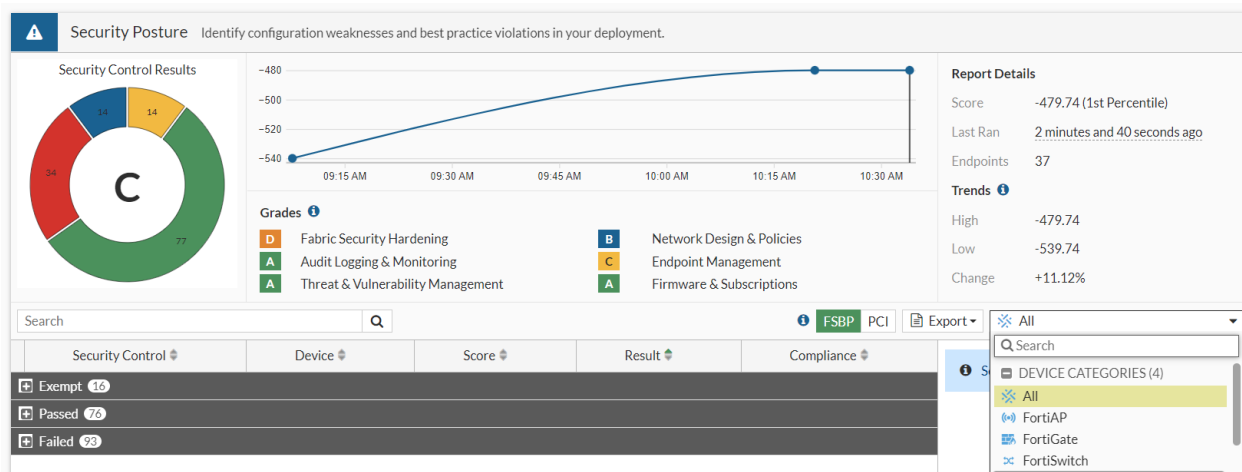 Security Posture Identify configuration weaknesses and best practice violations in your deployment.
Security Control Results
14
14
34
77
C
−480
−500
−520
−540
09:15 AM 09:30 AM 09:45 AM 10:00 AM 10:15 AM 10:30 AM
Grades
D Fabric Security Hardening
A Audit Logging & Monitoring
A Threat & Vulnerability Management
B Network Design & Policies
C Endpoint Management
A Firmware & Subscriptions
Report Details
Score -479.74 (1st Percentile)
Last Ran 2 minutes and 40 seconds ago
Endpoints 37
Trends
High -479.74
Low -539.74
Change +11.12%
Search
FSBP PCI Export All
Security Control Device Score Result Compliance
Exempt 16
Passed 76
Failed 93
Search
DEVICE CATEGORIES (4)
All
FortiAP
FortiGate
FortiSwitch